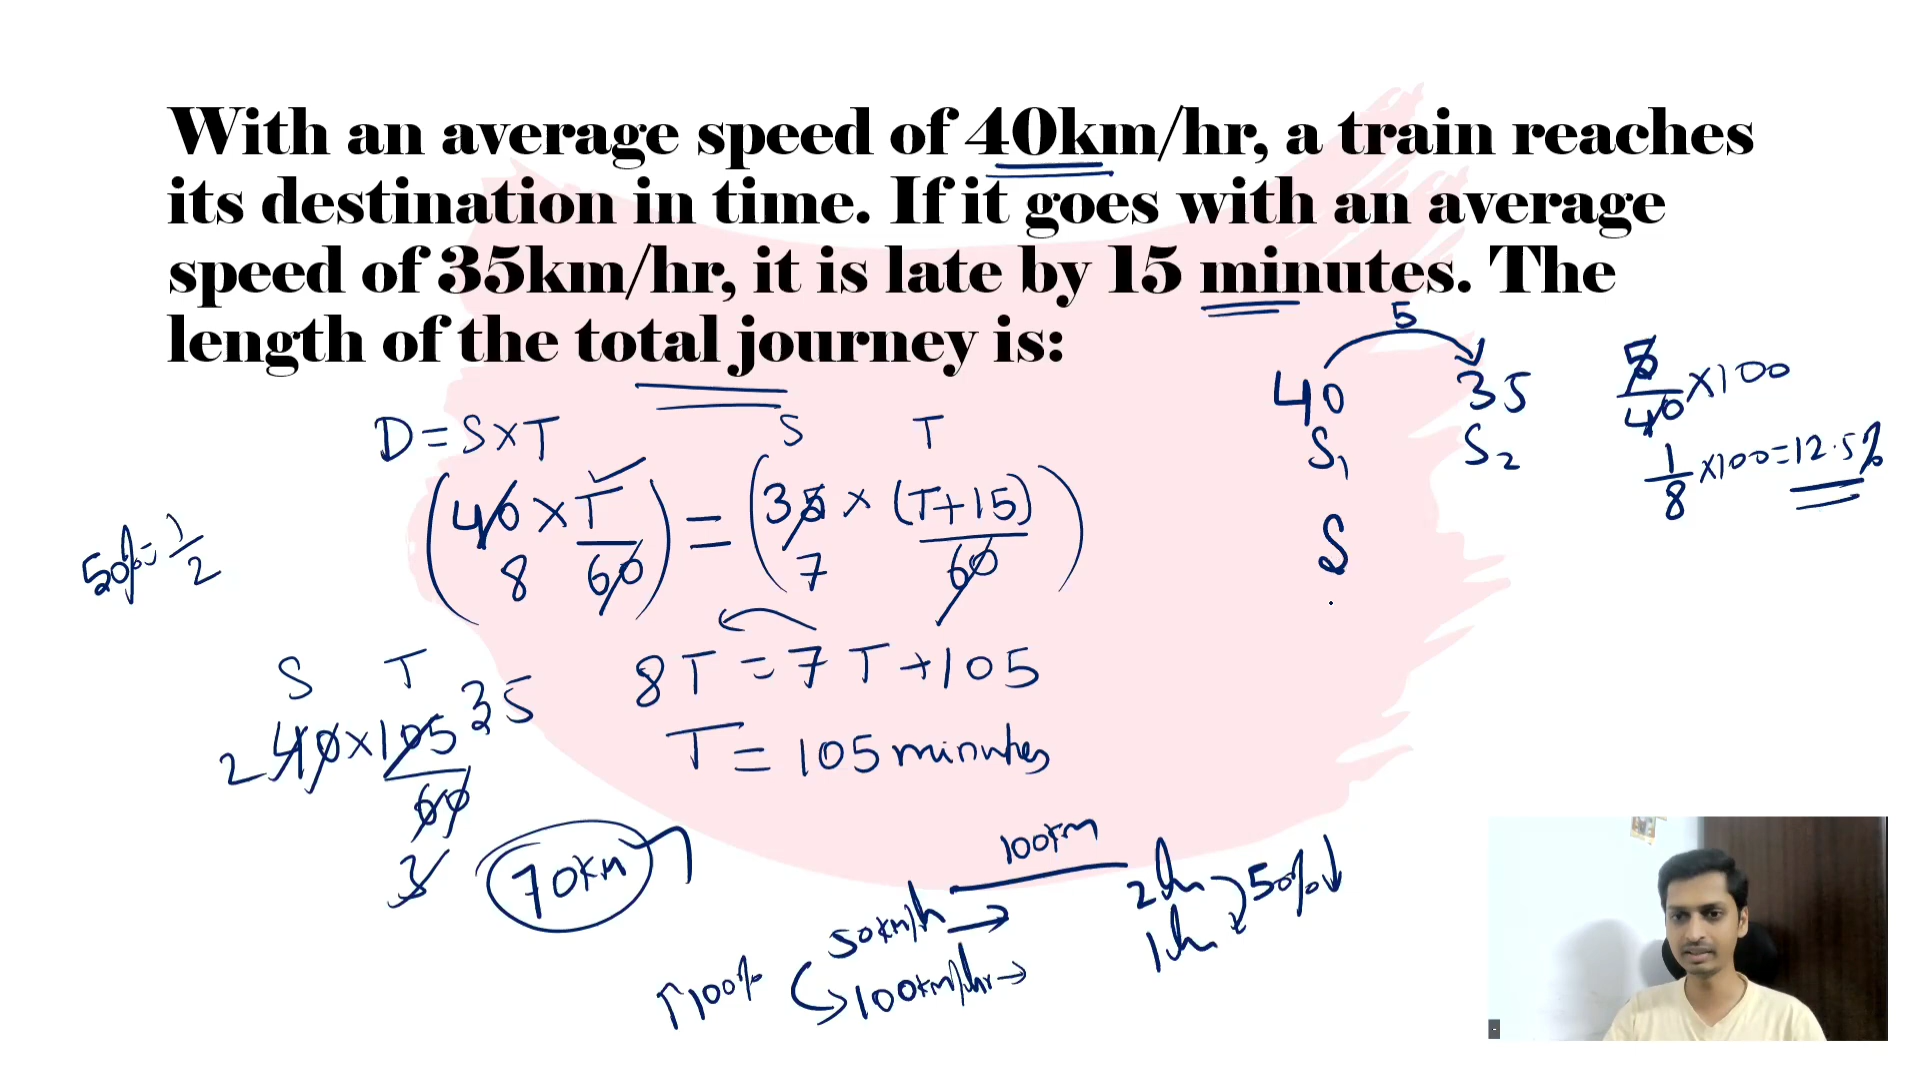 With an average speed of 40km/hr, a train reaches
its destination in time. If it goes with an average
speed of 35km/hr, it is late by 15 minutes. The
length of the total journey is:
5
40 35
S₁ S₂
S
5/40 ×100
1/8 ×100=12.5%
D=S×T
S T
(40 × T/60) = (35 × (T+15)/60)
8 7
50%=1/2
8T = 7T+105
T = 105 minutes
S T
2 40×105/60 35
3
70km
100km
50km/h
2h
50%↓
1h
↑100%
100km/hr